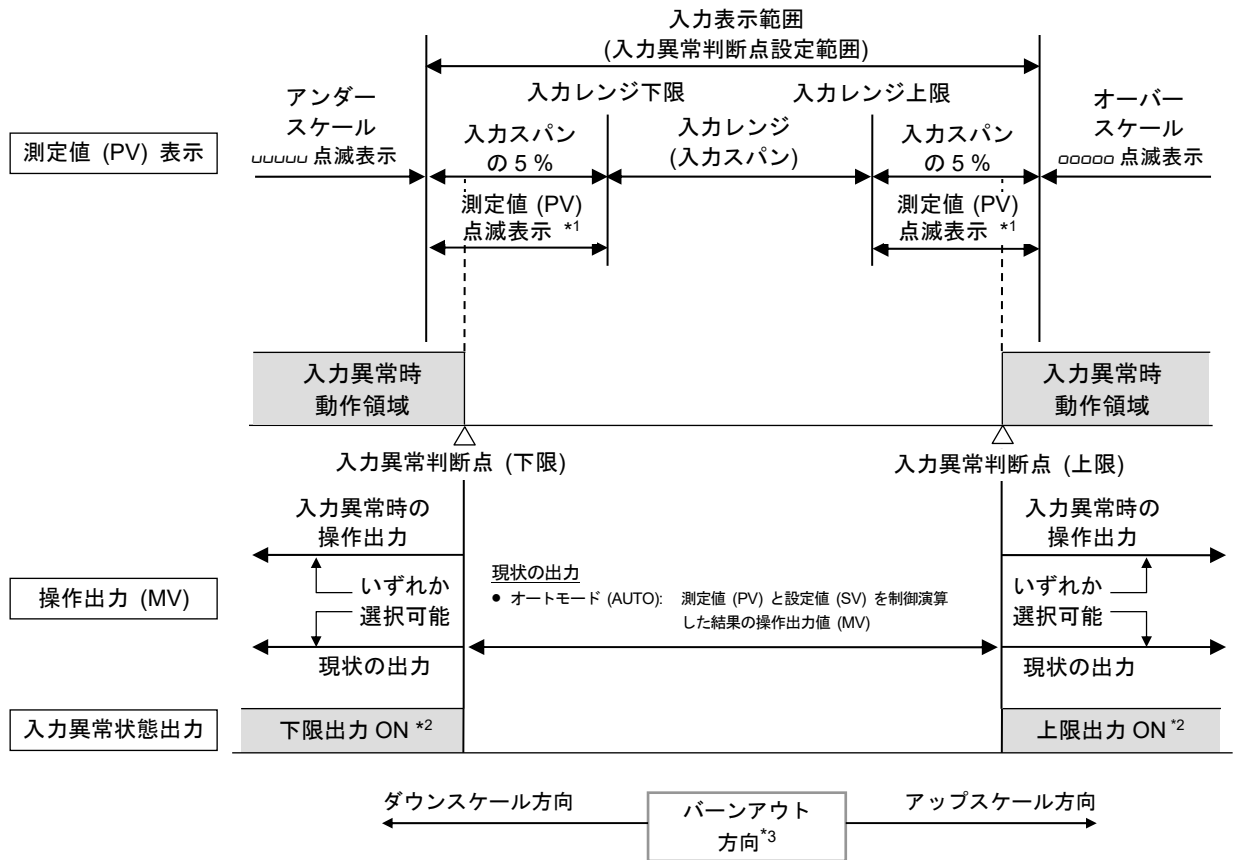 入力表示範囲
(入力異常判断点設定範囲)
アンダー
スケール
点滅表示
入力レンジ下限
入力レンジ上限
オーバー
スケール
点滅表示
測定値 (PV) 表示
入力スパン
の 5 %
入力レンジ
(入力スパン)
入力スパン
の 5 %
測定値 (PV)
点滅表示 *1
測定値 (PV)
点滅表示 *1
入力異常時
動作領域
入力異常時
動作領域
入力異常判断点 (下限)
入力異常判断点 (上限)
入力異常時の
操作出力
入力異常時の
操作出力
操作出力 (MV)
いずれか
選択可能
現状の出力
● オートモード (AUTO): 測定値 (PV) と設定値 (SV) を制御演算
した結果の操作出力値 (MV)
いずれか
選択可能
現状の出力
現状の出力
入力異常状態出力
下限出力 ON *2
上限出力 ON *2
ダウンスケール方向
バーンアウト
方向*3
アップスケール方向